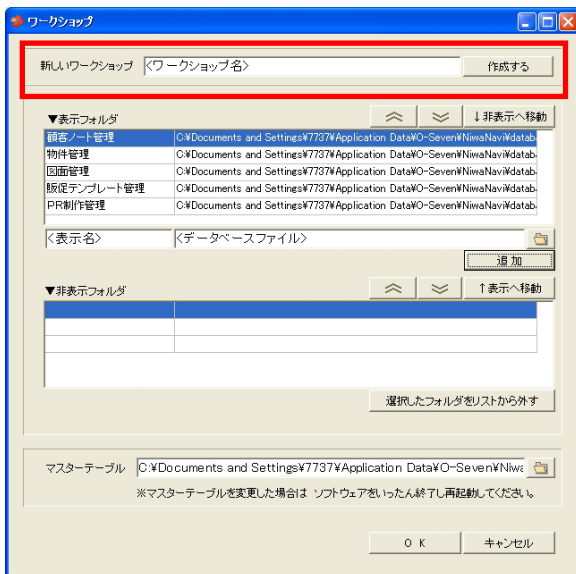 ワークショップ
新しいワークショップ <ワークショップ名> 作成する
▼表示フォルダ ↓非表示へ移動
顧客ノート管理 C:¥Documents and Settings¥7737¥Application Data¥O-Seven¥NiwaNavi¥datab
物件管理 C:¥Documents and Settings¥7737¥Application Data¥O-Seven¥NiwaNavi¥datab
図面管理 C:¥Documents and Settings¥7737¥Application Data¥O-Seven¥NiwaNavi¥datab
販促テンプレート管理 C:¥Documents and Settings¥7737¥Application Data¥O-Seven¥NiwaNavi¥datab
PR制作管理 C:¥Documents and Settings¥7737¥Application Data¥O-Seven¥NiwaNavi¥datab
<表示名> <データベースファイル>
追 加
▼非表示フォルダ ↑表示へ移動
選択したフォルダをリストから外す
マスターテーブル C:¥Documents and Settings¥7737¥Application Data¥O-Seven¥Niwa
※マスターテーブルを変更した場合は ソフトウェアをいったん終了し再起動してください。
O K キャンセル